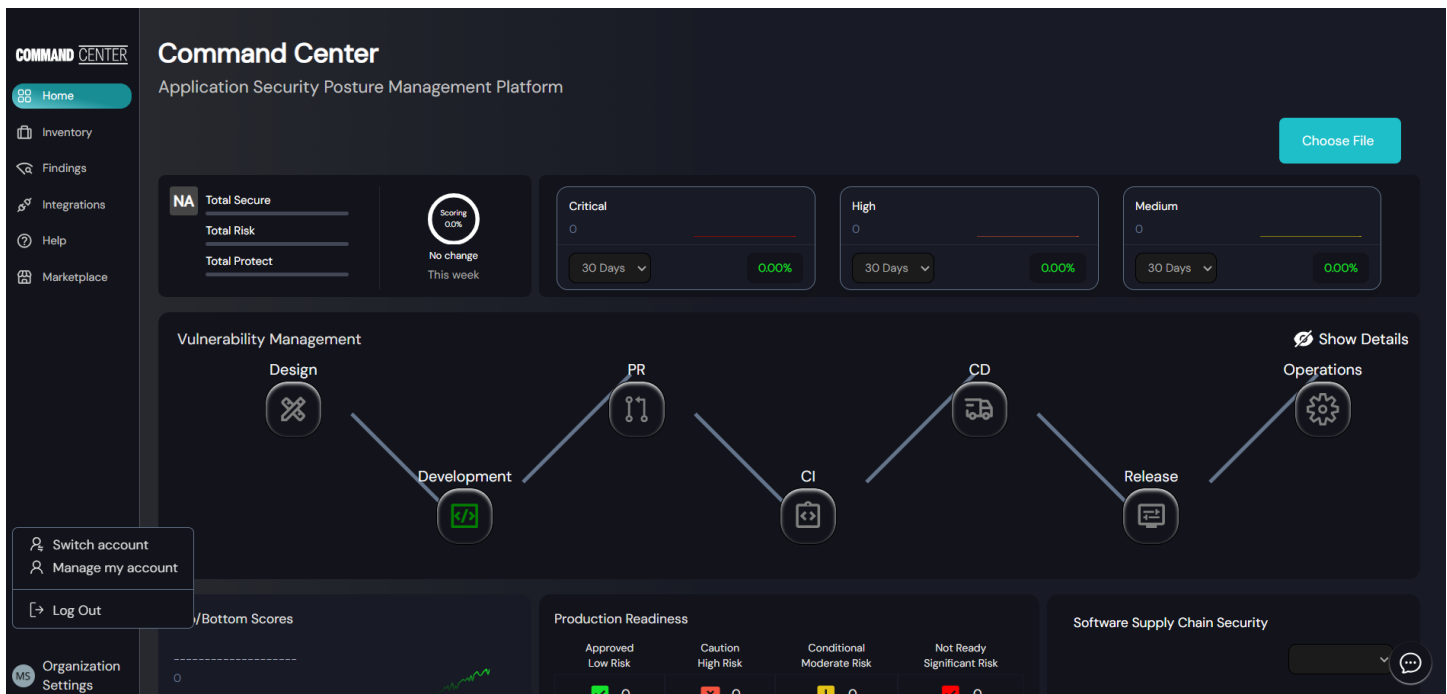 COMMAND CENTER
Home
Inventory
Findings
Integrations
Help
Marketplace
Switch account
Manage my account
Log Out
MS
Organization
Settings
Command Center
Application Security Posture Management Platform
Choose File
NA
Total Secure
Total Risk
Total Protect
Scoring
0.0%
No change
This week
Critical
0
30 Days
0.00%
High
0
30 Days
0.00%
Medium
0
30 Days
0.00%
Vulnerability Management
Show Details
Design
PR
CD
Operations
Development
CI
Release
/Bottom Scores
0
Production Readiness
Approved
Low Risk
Caution
High Risk
Conditional
Moderate Risk
Not Ready
Significant Risk
0
0
0
0
Software Supply Chain Security